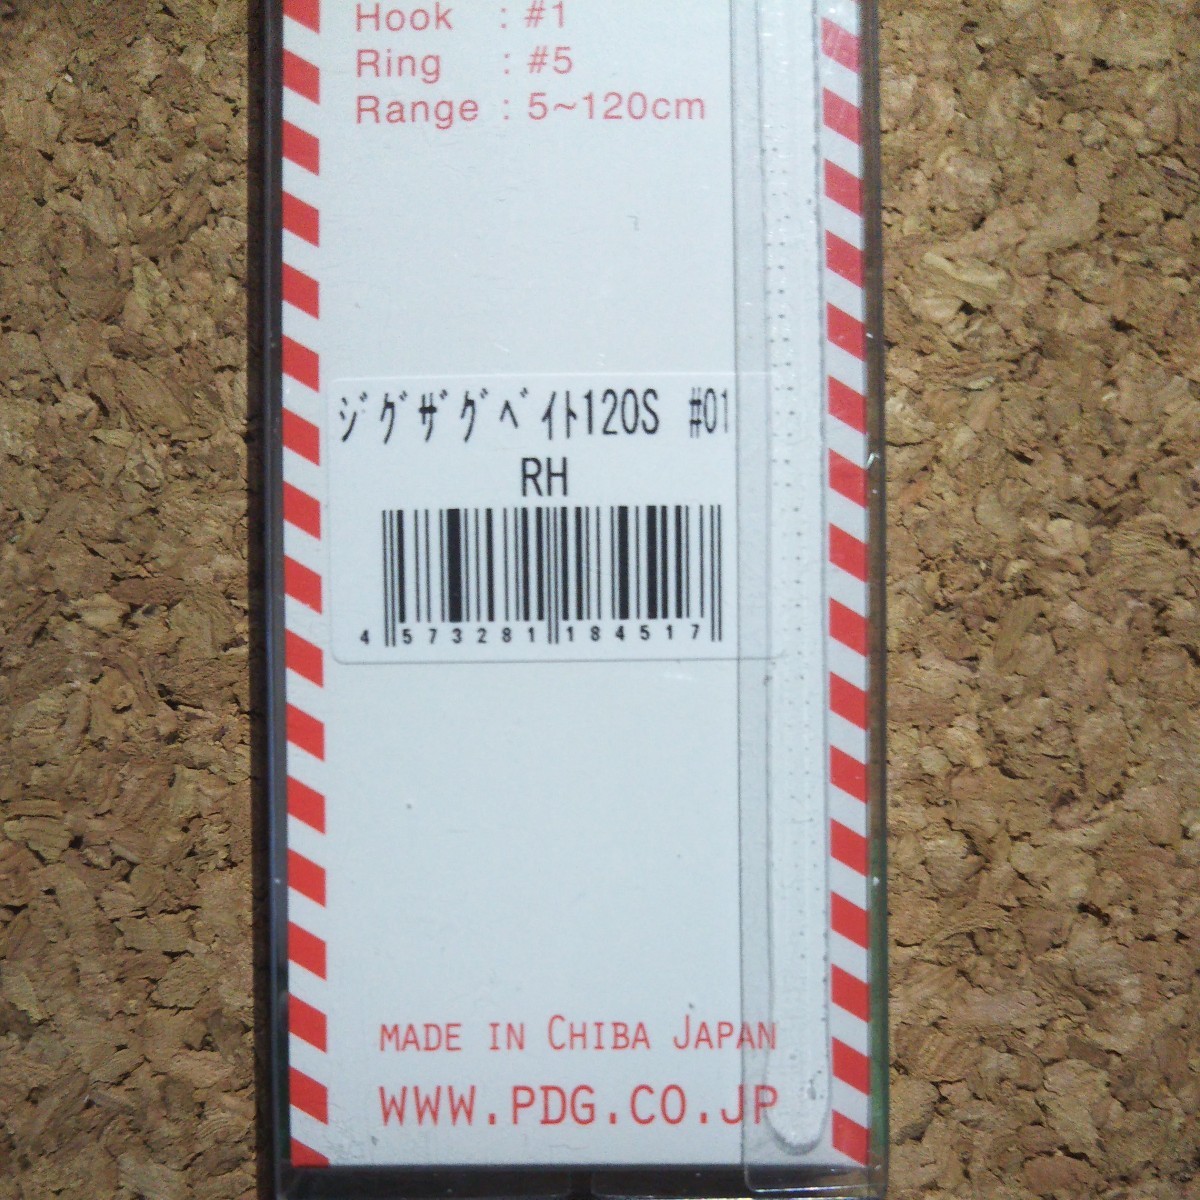 Hook : #1
Ring : #5
Range : 5~120cm
ｼﾞｸﾞｻﾞｸﾞﾍﾞｲﾄ120S #01
RH
4 573281 184517
MADE IN CHIBA JAPAN
WWW.PDG.CO.JP